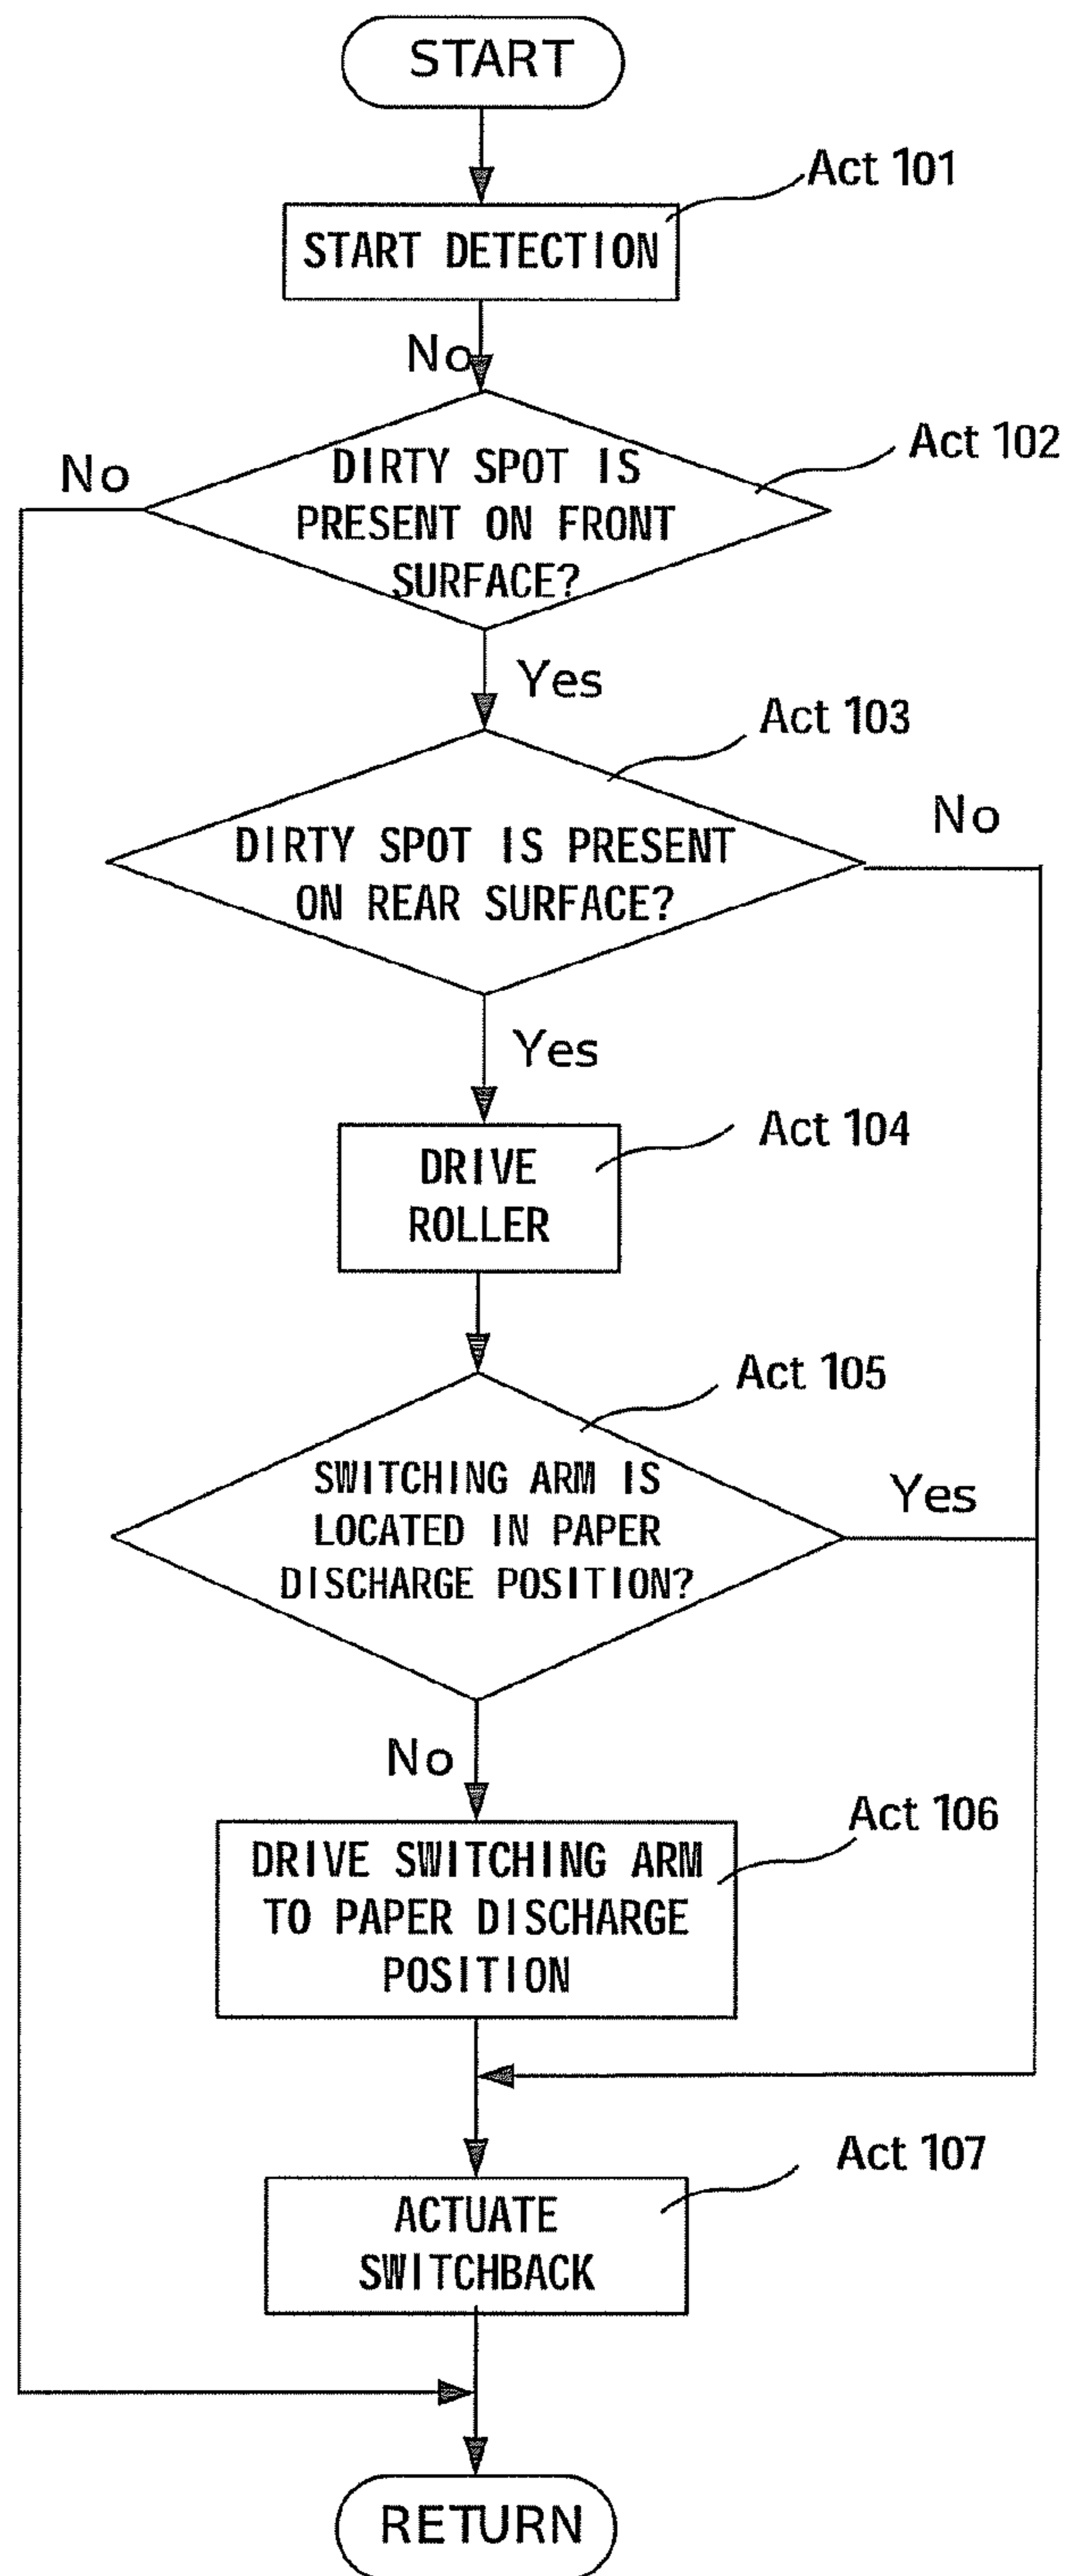 START
Act 101
START DETECTION
No
DIRTY SPOT IS
PRESENT ON FRONT
SURFACE?
Act 102
No
Yes
Act 103
DIRTY SPOT IS PRESENT
ON REAR SURFACE?
No
Yes
Act 104
DRIVE
ROLLER
Act 105
SWITCHING ARM IS
LOCATED IN PAPER
DISCHARGE POSITION?
Yes
No
Act 106
DRIVE SWITCHING ARM
TO PAPER DISCHARGE
POSITION
Act 107
ACTUATE
SWITCHBACK
RETURN